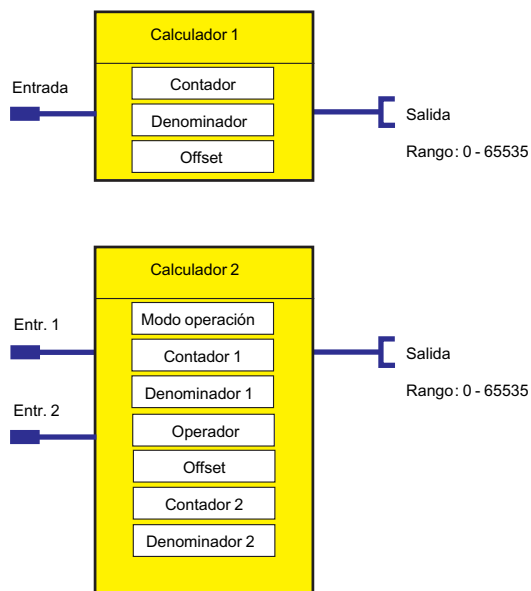 Calculador 1
Entrada
Contador
Denominador
Offset
Salida
Rango: 0 - 65535
Calculador 2
Entr. 1
Modo operación
Contador 1
Salida
Denominador 1
Rango: 0 - 65535
Entr. 2
Operador
Offset
Contador 2
Denominador 2